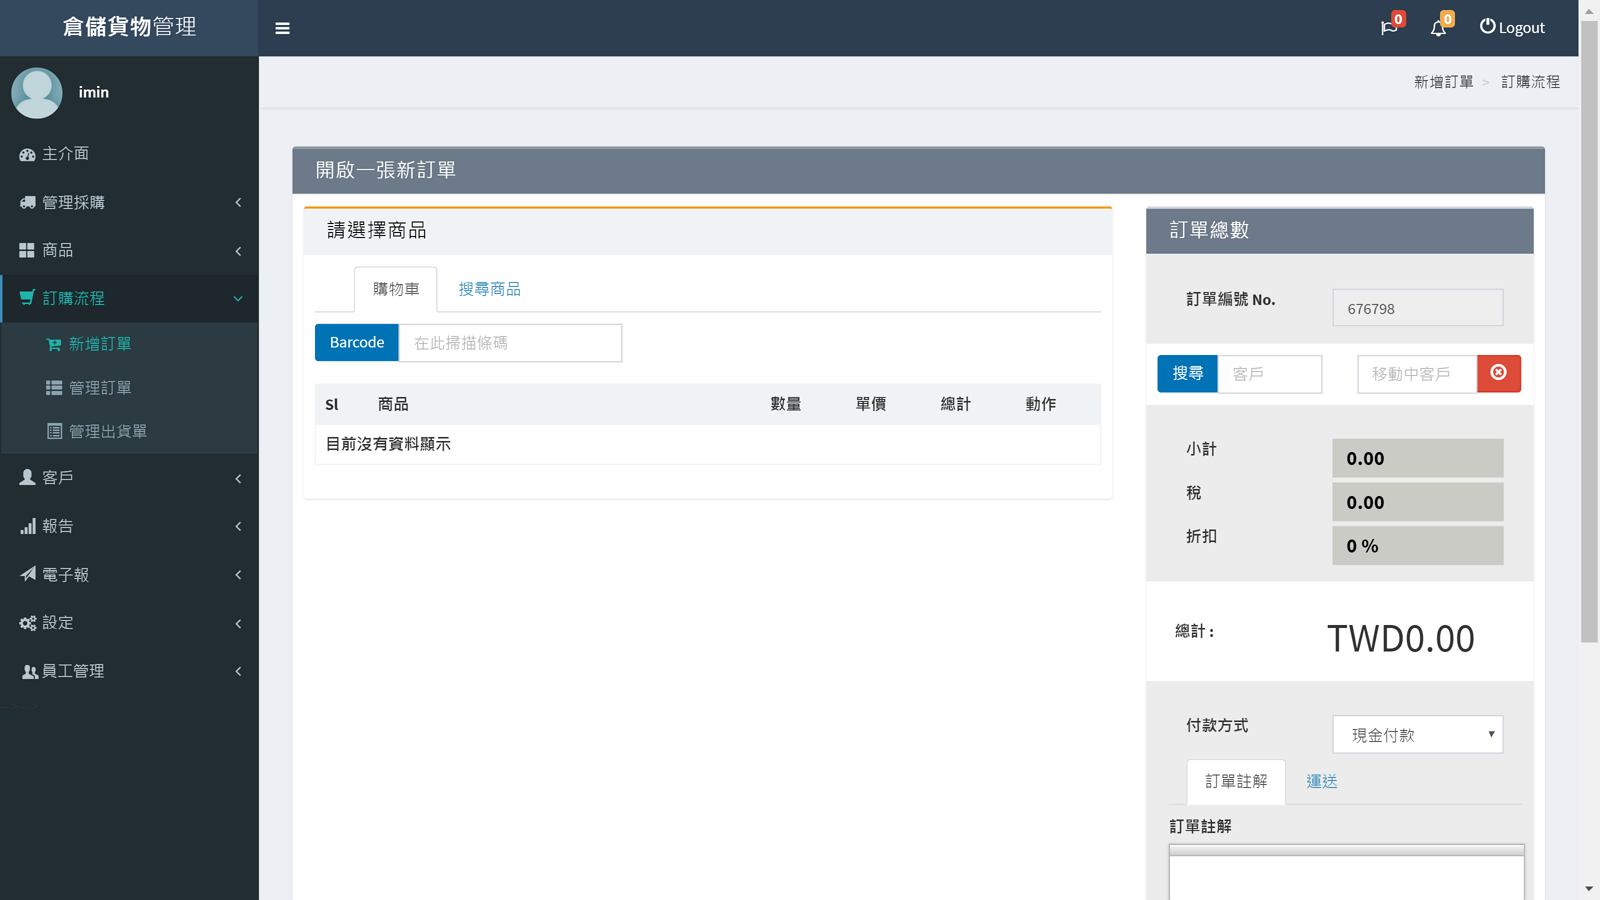 倉儲貨物管理
0
0
Logout
imin
新增訂單 > 訂購流程
主介面
管理採購
商品
訂購流程
新增訂單
管理訂單
管理出貨單
客戶
報告
電子報
設定
員工管理
開啟一張新訂單
請選擇商品
購物車
搜尋商品
Barcode
在此掃描條碼
Sl 商品 數量 單價 總計 動作
目前沒有資料顯示
訂單總數
訂單編號 No.
676798
搜尋
客戶
移動中客戶
小計
0.00
稅
0.00
折扣
0 %
總計 :
TWD0.00
付款方式
現金付款
訂單註解
運送
訂單註解